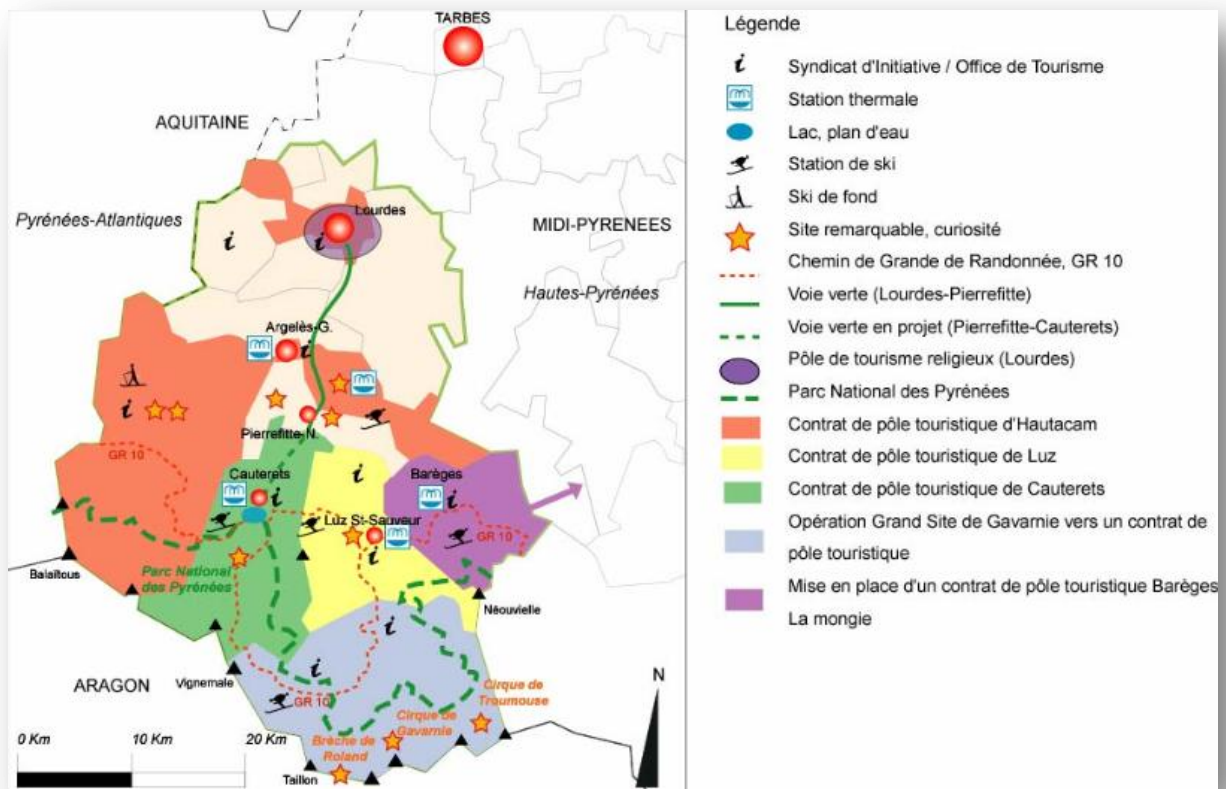 TARBES
AQUITAINE
Pyrénées-Atlantiques
Lourdes
MIDI-PYRENEES
Hautes-Pyrénées
Argelès-G.
Pierrefitte-N.
GR 10
Cauterets
Barèges
Luz St-Sauveur
GR 10
Parc National
des Pyrénées
Balaïtous
Néouvielle
ARAGON
Vignemale
GR 10
Cirque de
Troumouse
Cirque de
Gavarnie
Brèche de
Roland
Taillon
0 Km 10 Km 20 Km
N
Légende
Syndicat d'Initiative / Office de Tourisme
Station thermale
Lac, plan d'eau
Station de ski
Ski de fond
Site remarquable, curiosité
Chemin de Grande de Randonnée, GR 10
Voie verte (Lourdes-Pierrefitte)
Voie verte en projet (Pierrefitte-Cauterets)
Pôle de tourisme religieux (Lourdes)
Parc National des Pyrénées
Contrat de pôle touristique d'Hautacam
Contrat de pôle touristique de Luz
Contrat de pôle touristique de Cauterets
Opération Grand Site de Gavarnie vers un contrat de
pôle touristique
Mise en place d'un contrat de pôle touristique Barèges
La mongie